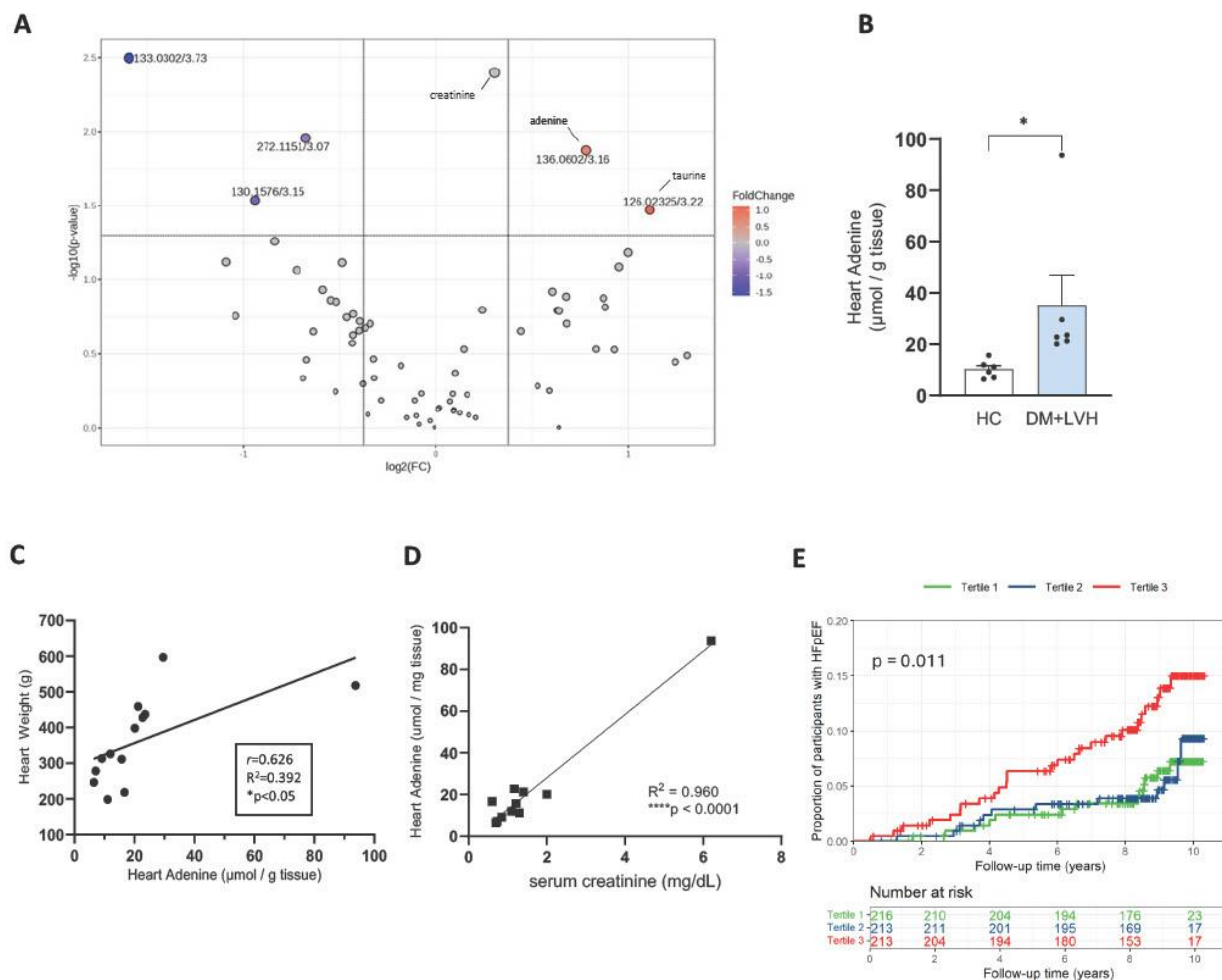 A
2.5
2.0
1.5
1.0
0.5
0.0
-log10(p-value)
133.0302/3.73
creatinine
272.1151/3.07
adenine
136.0602/3.16
130.1576/3.15
taurine
126.02325/3.22
-1
0
1
log2(FC)
FoldChange
1.0
0.5
0.0
-0.5
-1.0
-1.5
B
Heart Adenine
(µmol / g tissue)
100
80
60
40
20
0
*
HC
DM+LVH
C
Heart Weight (g)
700
600
500
400
300
200
100
r=0.626
R²=0.392
*p<0.05
0 20 40 60 80 100
Heart Adenine (µmol / g tissue)
D
Heart Adenine (umol / mg tissue)
100
80
60
40
20
0
R² = 0.960
****p < 0.0001
0 2 4 6 8
serum creatinine (mg/dL)
E
Tertile 1 Tertile 2 Tertile 3
Proportion of participants with HFpEF
0.20
0.15
0.10
0.05
0.00
p = 0.011
0 2 4 6 8 10
Follow-up time (years)
Number at risk
Tertile 1 216 210 204 194 176 23
Tertile 2 213 211 201 195 169 17
Tertile 3 213 204 194 180 153 17
0 2 4 6 8 10
Follow-up time (years)